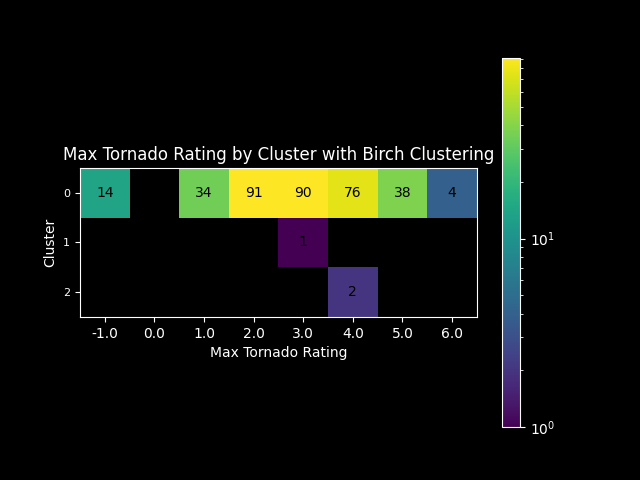 Max Tornado Rating by Cluster with Birch Clustering
0 14 34 91 90 76 38 4
1 1
2 2
-1.0 0.0 1.0 2.0 3.0 4.0 5.0 6.0
Cluster
Max Tornado Rating
10¹
10⁰